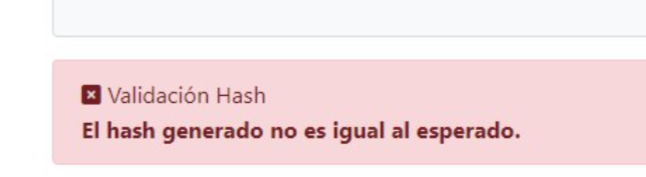 Validación Hash
El hash generado no es igual al esperado.